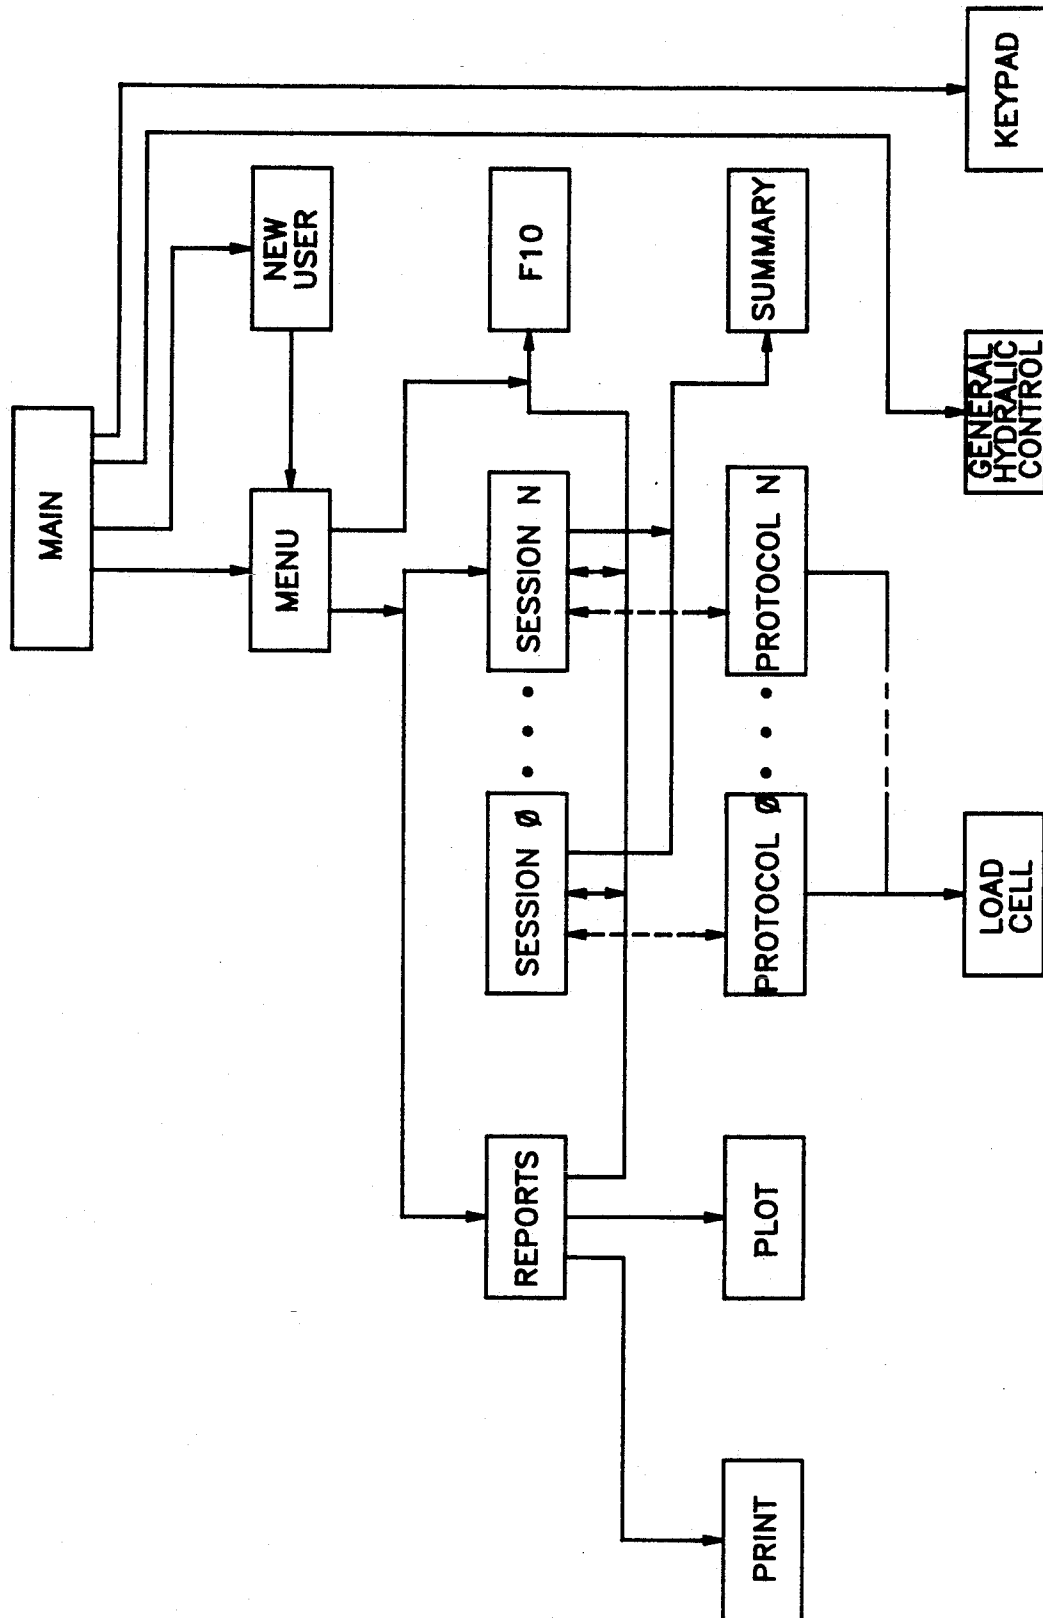 MAIN
MENU
NEW
USER
REPORTS
SESSION Ø
• • •
SESSION N
F10
PRINT
PLOT
PROTOCOL Ø
• • •
PROTOCOL N
SUMMARY
LOAD
CELL
GENERAL
HYDRALIC
CONTROL
KEYPAD